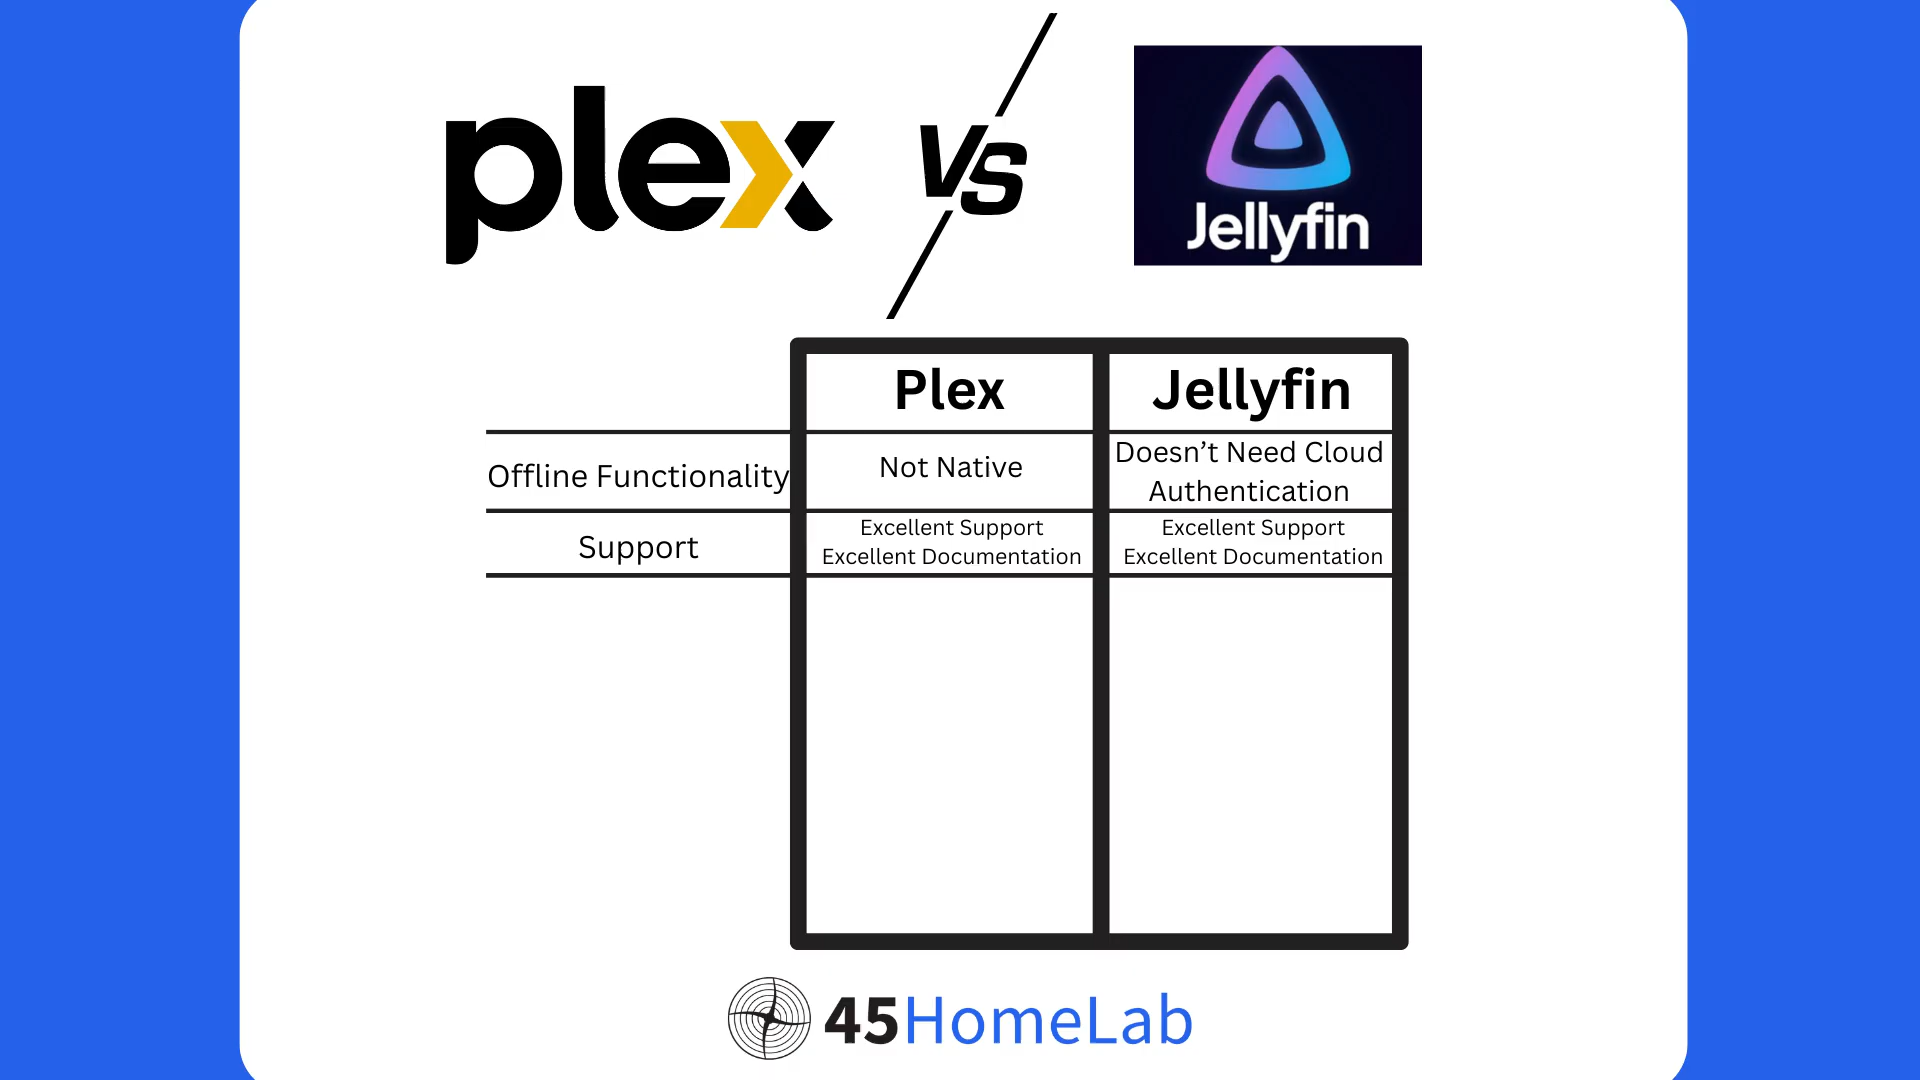 plex VS Jellyfin
Plex Jellyfin
Offline Functionality Not Native Doesn’t Need Cloud
Authentication
Support Excellent Support Excellent Support
Excellent Documentation Excellent Documentation
45HomeLab